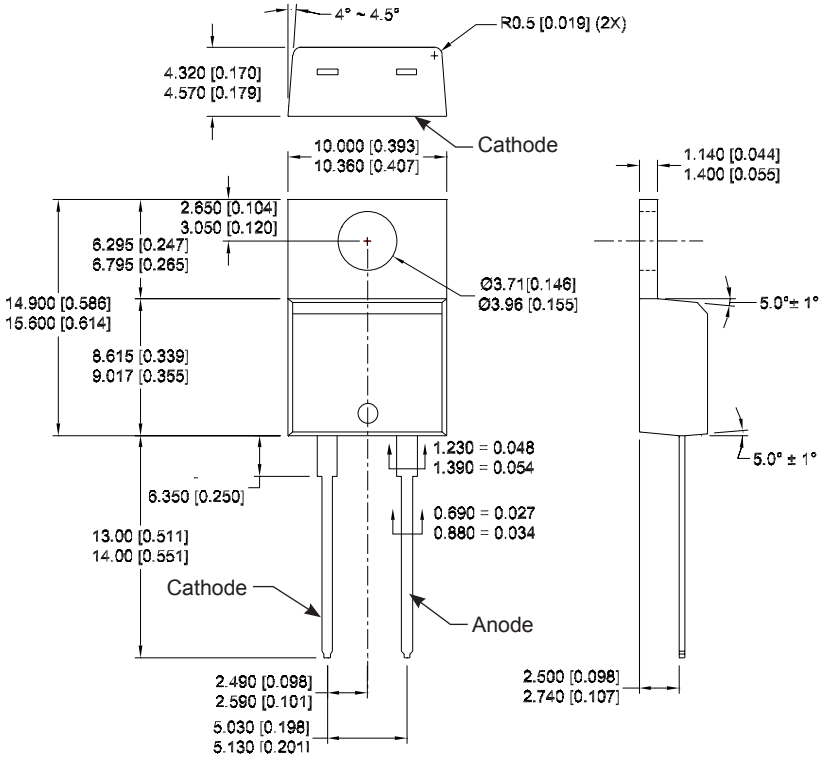 4° ~ 4.5°
R0.5 [0.019] (2X)
4.320 [0.170]
4.570 [0.179]
Cathode
10.000 [0.393]
10.360 [0.407]
1.140 [0.044]
1.400 [0.055]
2.650 [0.104]
3.050 [0.120]
6.295 [0.247]
6.795 [0.265]
Ø3.71[0.146]
Ø3.96 [0.155]
14.900 [0.586]
15.600 [0.614]
5.0°± 1°
8.615 [0.339]
9.017 [0.355]
1.230 = 0.048
1.390 = 0.054
5.0° ± 1°
6.350 [0.250]
0.690 = 0.027
0.880 = 0.034
13.00 [0.511]
14.00 [0.551]
Cathode
Anode
2.490 [0.098]
2.590 [0.101]
2.500 [0.098]
2.740 [0.107]
5.030 [0.198]
5.130 [0.201]